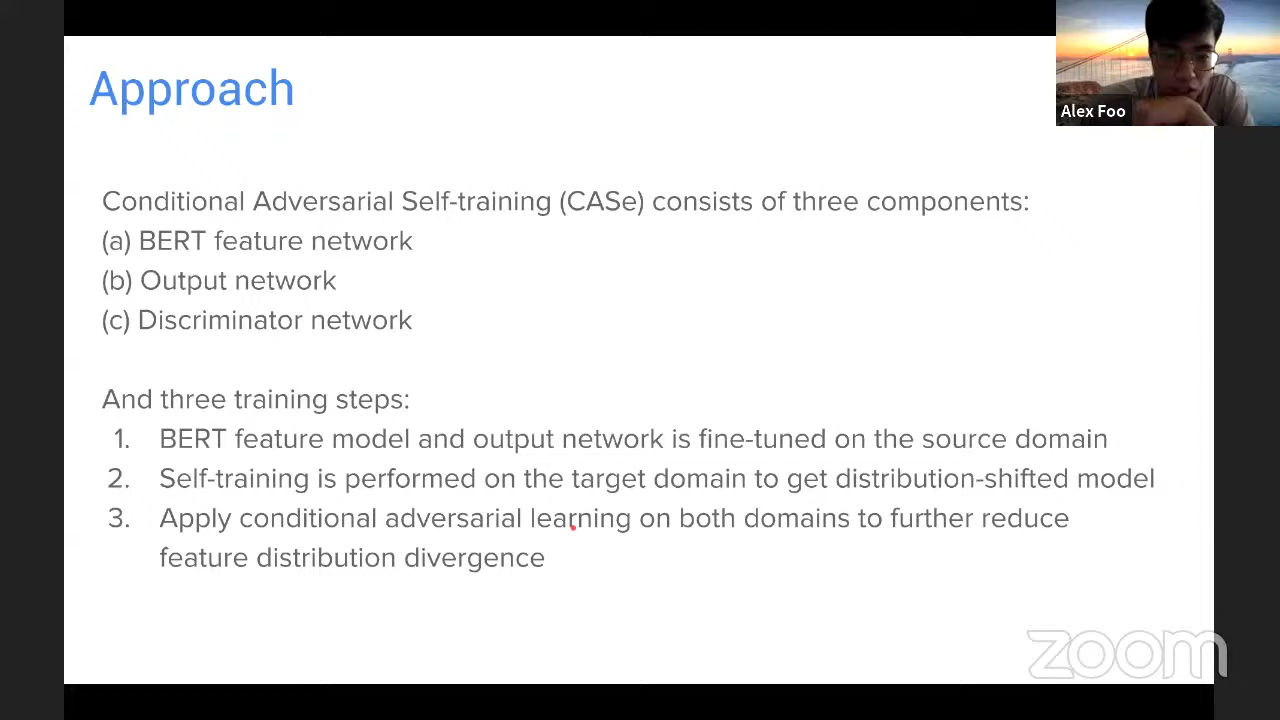 Approach
Alex Foo
Conditional Adversarial Self-training (CASe) consists of three components:
(a) BERT feature network
(b) Output network
(c) Discriminator network
And three training steps:
1. BERT feature model and output network is fine-tuned on the source domain
2. Self-training is performed on the target domain to get distribution-shifted model
3. Apply conditional adversarial learning on both domains to further reduce
feature distribution divergence
zoom